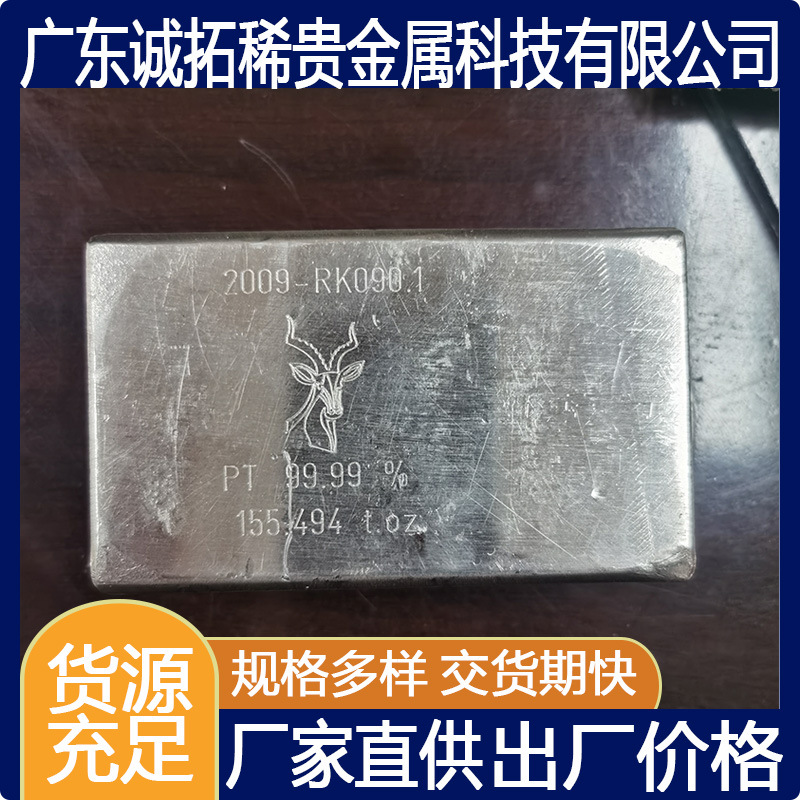 广东诚拓稀贵金属科技有限公司
2009-RK090.1
PT 99.99 %
155.494 t.oz
货源
充足
规格多样 交货期快
厂家直供出厂价格